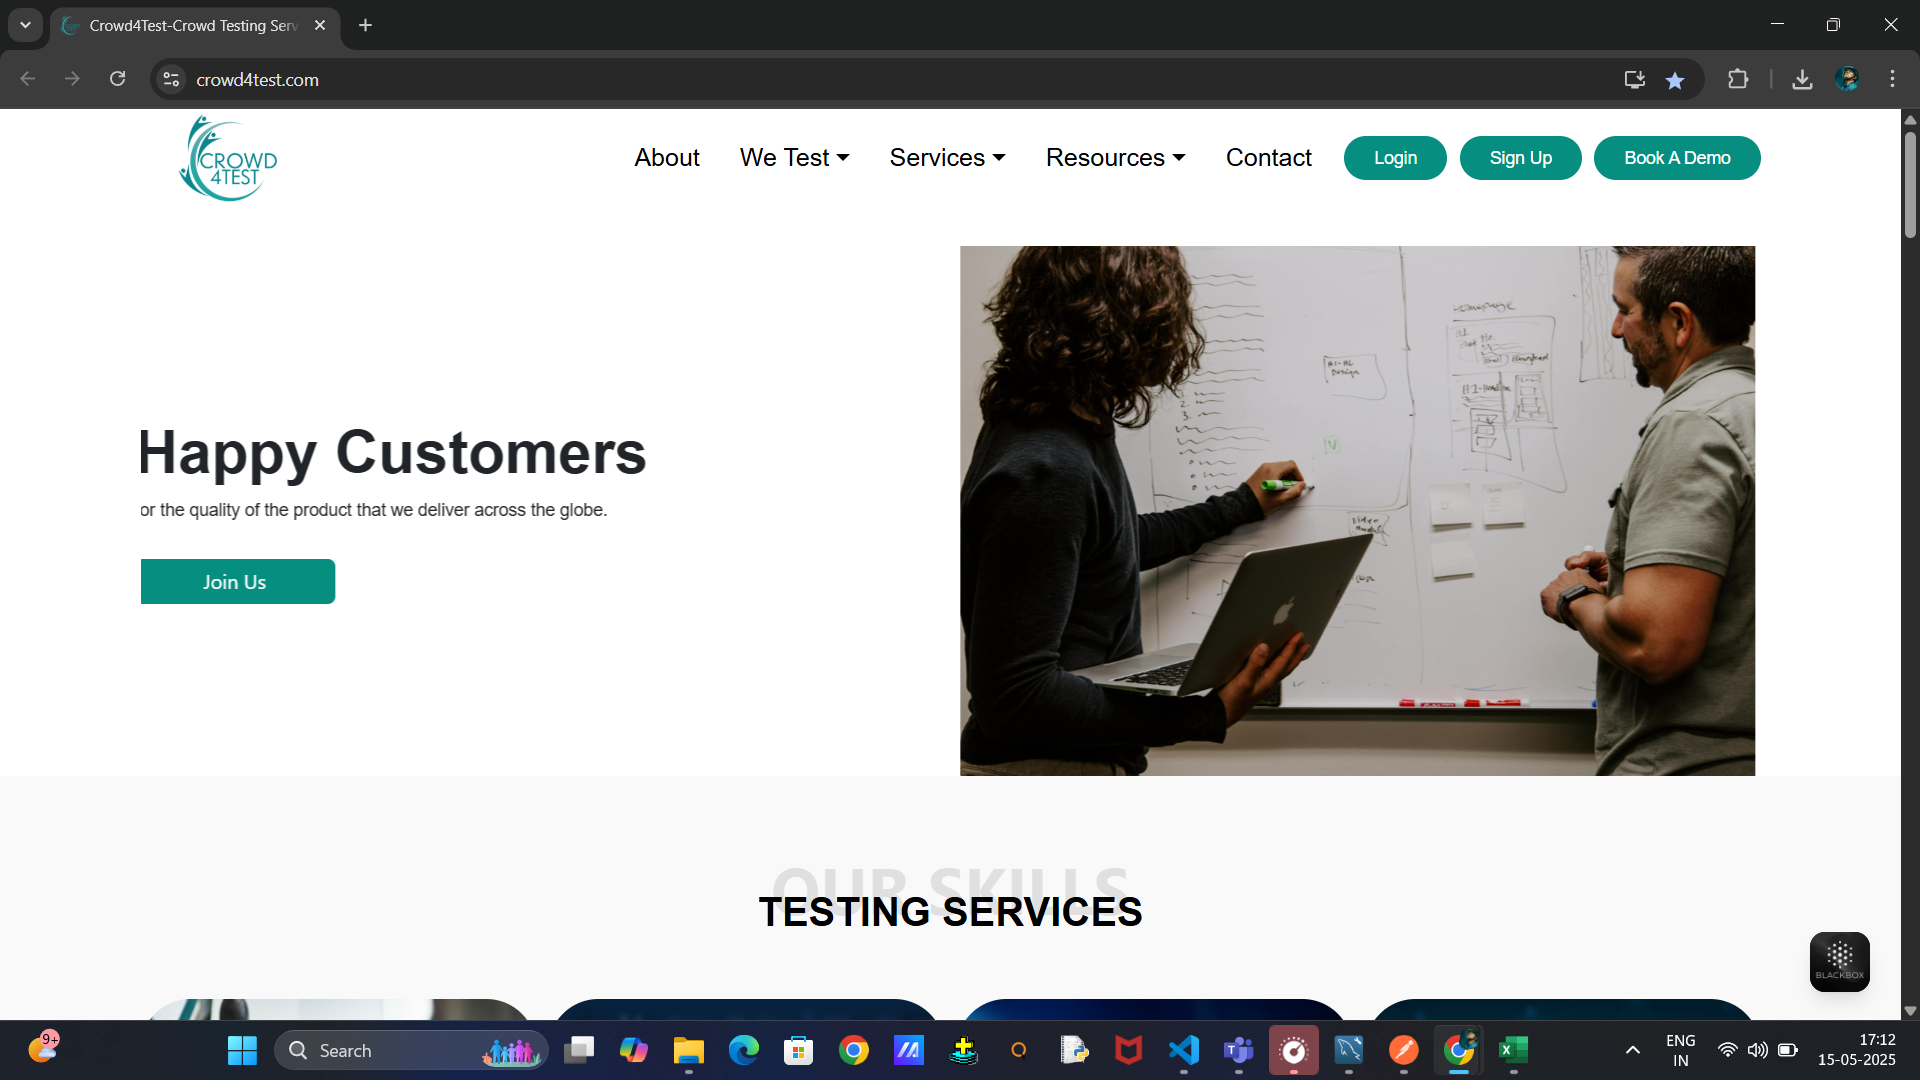 Crowd4Test-Crowd Testing Serv
crowd4test.com
CROWD
4TEST
About
We Test
Services
Resources
Contact
Login
Sign Up
Book A Demo
Happy Customers
or the quality of the product that we deliver across the globe.
Join Us
OUR SKILLS
TESTING SERVICES
BLACKBOX
9+
Search
ENG
IN
17:12
15-05-2025